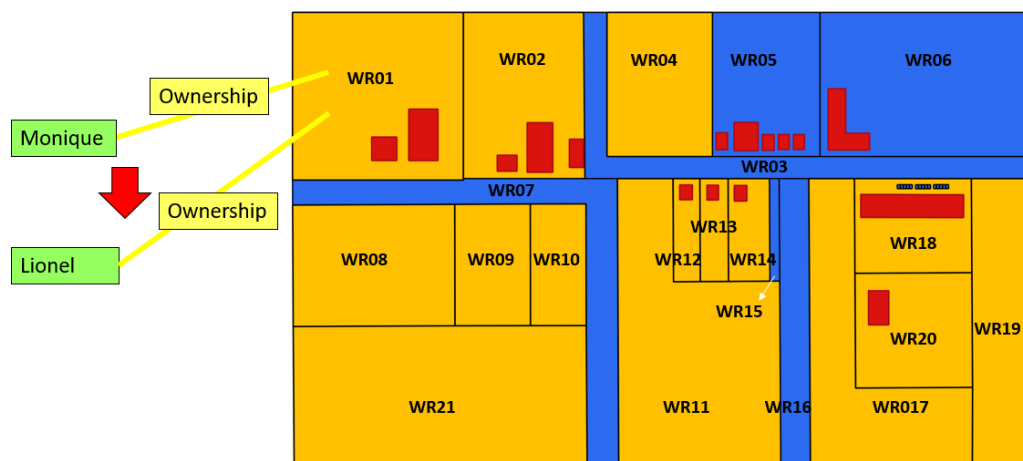 WR01
WR02
WR04
WR05
WR06
Ownership
Monique
WR03
WR07
Ownership
Lionel
WR08
WR09
WR10
WR12
WR13
WR14
WR15
WR18
WR20
WR19
WR21
WR11
WR16
WR017